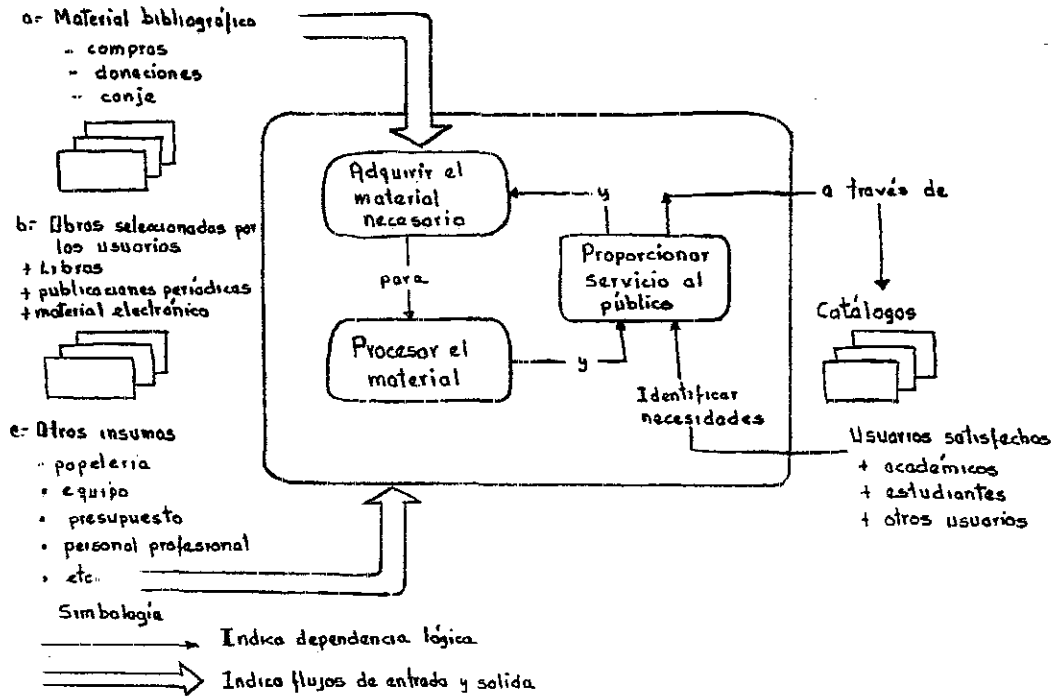 a.- Material bibliográfico
- compras
- donaciones
- canje
b.- Obras seleccionadas por
los usuarios
+ Libros
+ publicaciones periódicas
+ material electrónico
c.- Otros insumos
- papelería
• equipo
• presupuesto
• personal profesional
• etc.
Adquirir el
material
necesario
para
Procesar el
material
y
y
Proporcionar
servicio al
público
a través de
Catálogos
Identificar
necesidades
Usuarios satisfechos
+ académicos
+ estudiantes
+ otros usuarios
Simbología
Indica dependencia lógica
Indica flujos de entrada y salida